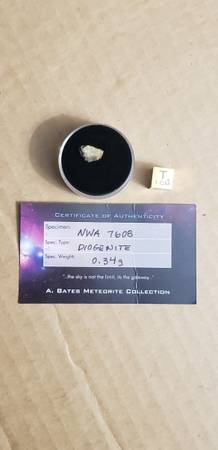 T
1 CM
CERTIFICATE OF AUTHENTICITY
Specimen: NWA 7608
Spec. Type: DIOGENITE
Spec. Weight: 0.34g
"...the sky is not the limit, its the gateway..."
A. BATES METEORITE COLLECTION